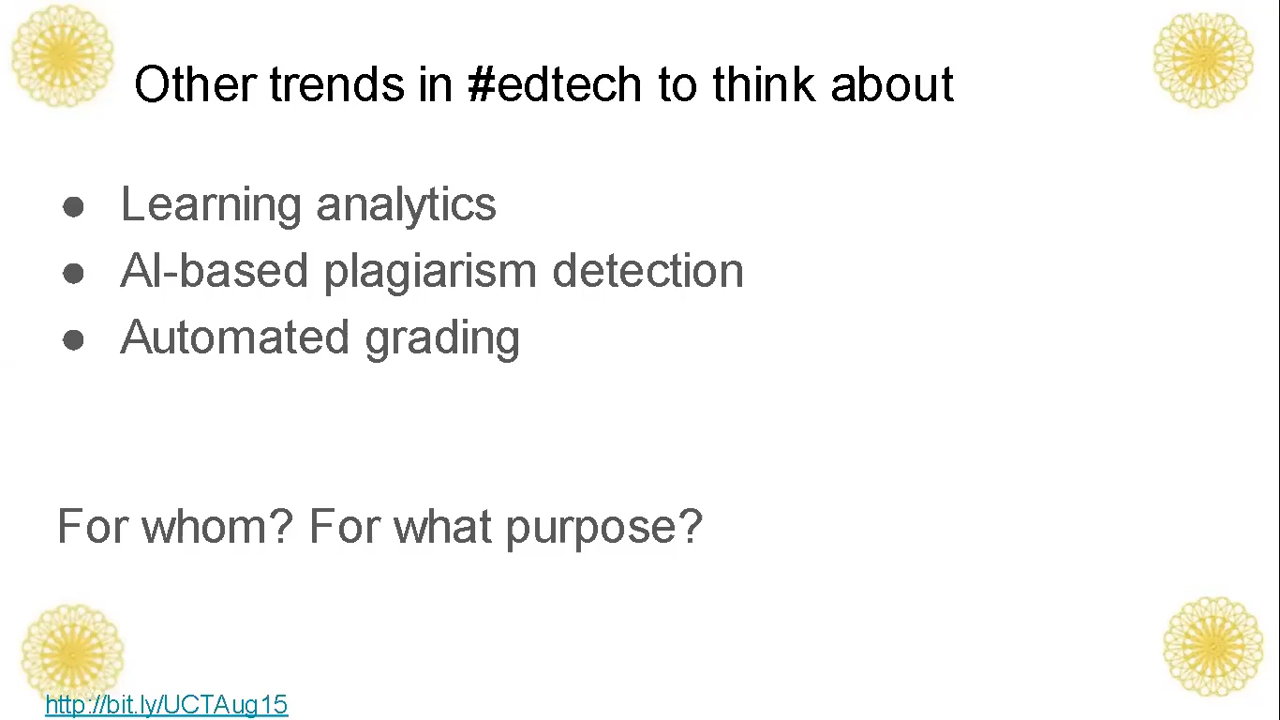 Other trends in #edtech to think about
● Learning analytics
● AI-based plagiarism detection
● Automated grading
For whom? For what purpose?
http://bit.ly/UCTAug15